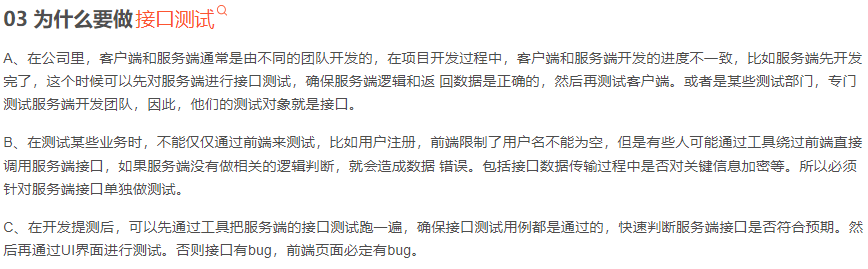 03 为什么要做接口测试
A、在公司里，客户端和服务端通常是由不同的团队开发的，在项目开发过程中，客户端和服务端开发的进度不一致，比如服务端先开发
完了，这个时候可以先对服务端进行接口测试，确保服务端逻辑和返 回数据是正确的，然后再测试客户端。或者是某些测试部门，专门
测试服务端开发团队，因此，他们的测试对象就是接口。
B、在测试某些业务时，不能仅仅通过前端来测试，比如用户注册，前端限制了用户名不能为空，但是有些人可能通过工具绕过前端直接
调用服务端接口，如果服务端没有做相关的逻辑判断，就会造成数据 错误。包括接口数据传输过程中是否对关键信息加密等。所以必须
针对服务端接口单独做测试。
C、在开发提测后，可以先通过工具把服务端的接口测试跑一遍，确保接口测试用例都是通过的，快速判断服务端接口是否符合预期。然
后再通过UI界面进行测试。否则接口有bug，前端页面必定有bug。